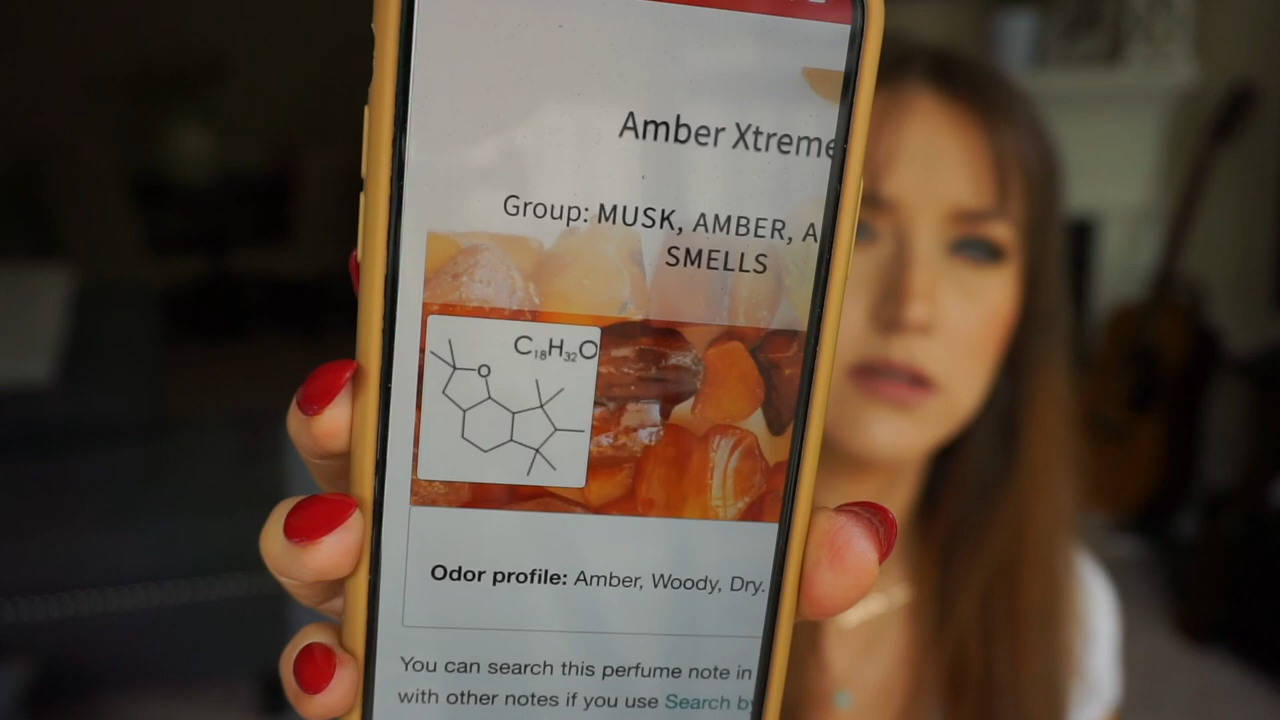 Amber Xtreme
Group: MUSK, AMBER, A
SMELLS
C₁₈H₃₂O
O
Odor profile: Amber, Woody, Dry.
You can search this perfume note in
with other notes if you use Search by